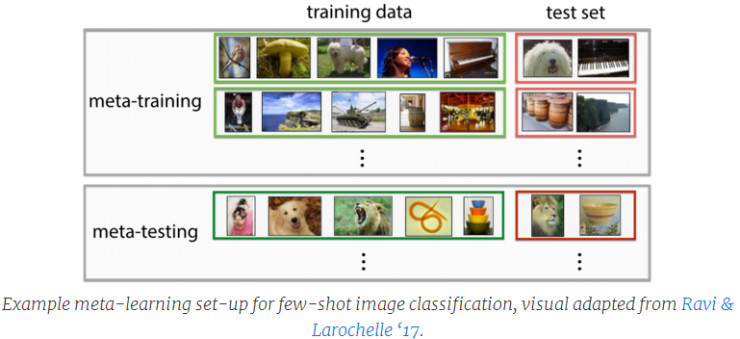 training data
test set
meta-training
meta-testing
Example meta-learning set-up for few-shot image classification, visual adapted from Ravi &
Larochelle ‘17.